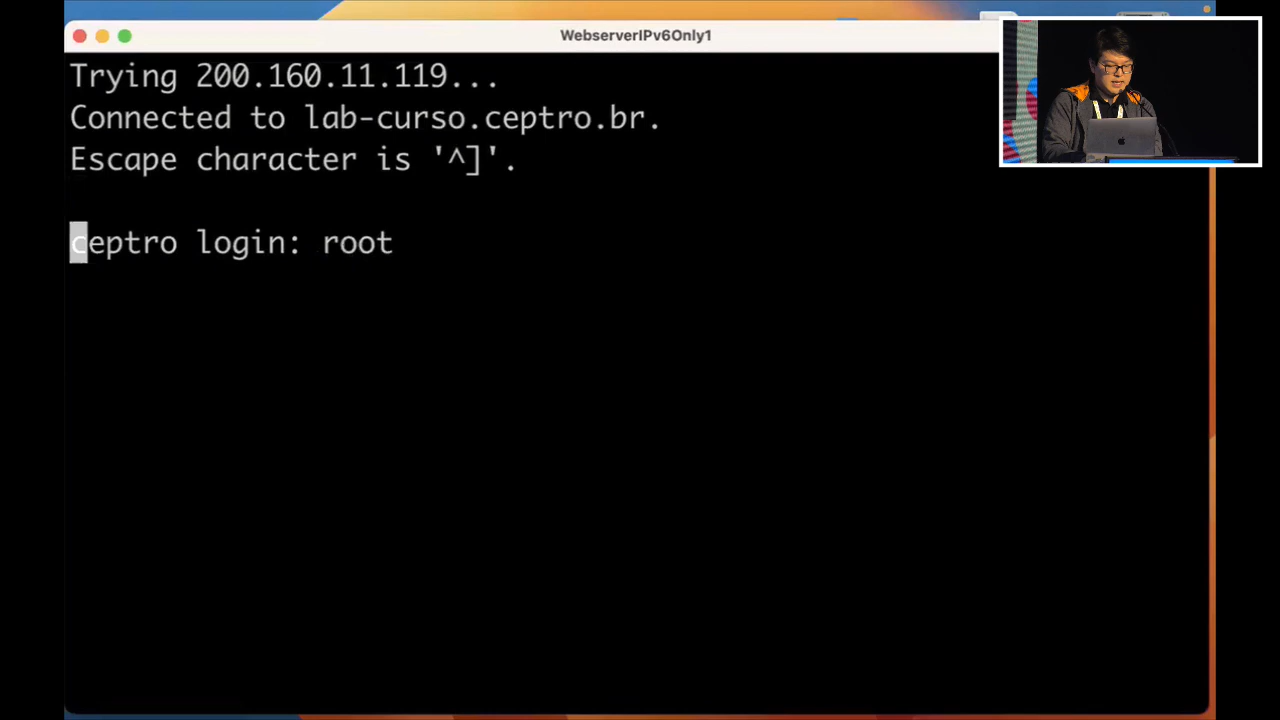 WebserverIPv6Only1
Trying 200.160.11.119...
Connected to lab-curso.ceptro.br.
Escape character is '^]'.
ceptro login: root